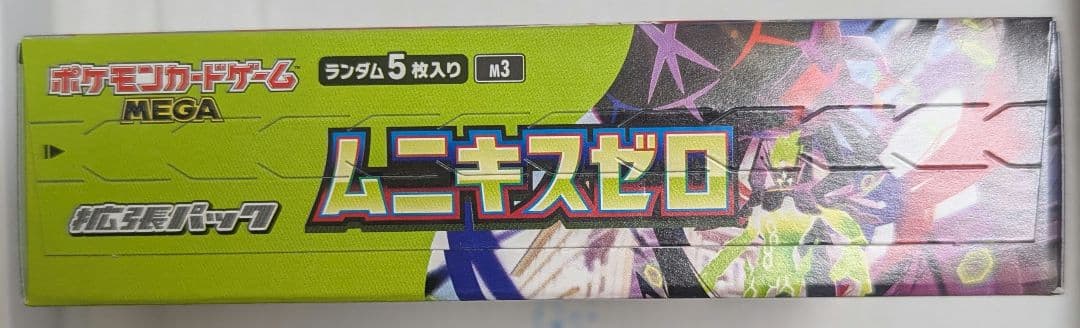 ポケモンカードゲーム
MEGA
ランダム5枚入り
M3
ムニキスゼロ
拡張パック